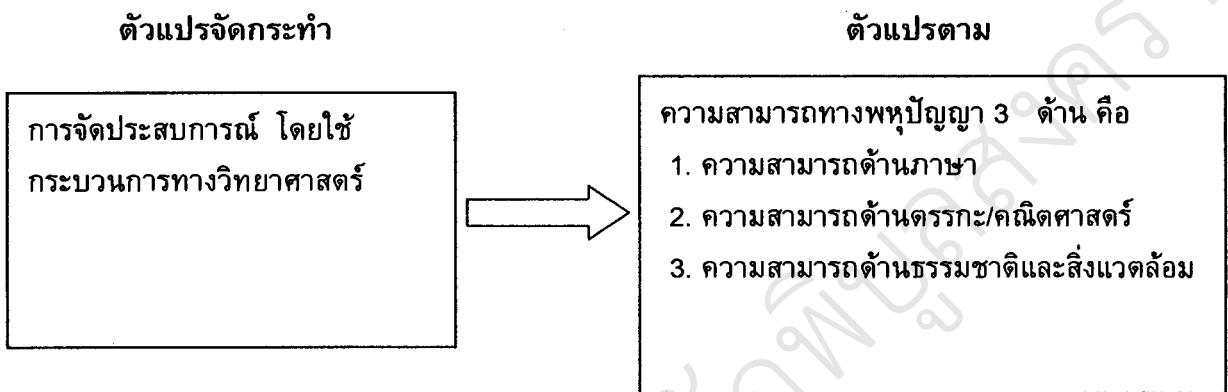 ตัวแปรจัดกระทำ
ตัวแปรตาม
การจัดประสบการณ์ โดยใช้
กระบวนการทางวิทยาศาสตร์
ความสามารถทางพหุปัญญา 3 ด้าน คือ
1. ความสามารถด้านภาษา
2. ความสามารถด้านตรรกะ/คณิตศาสตร์
3. ความสามารถด้านธรรมชาติและสิ่งแวดล้อม